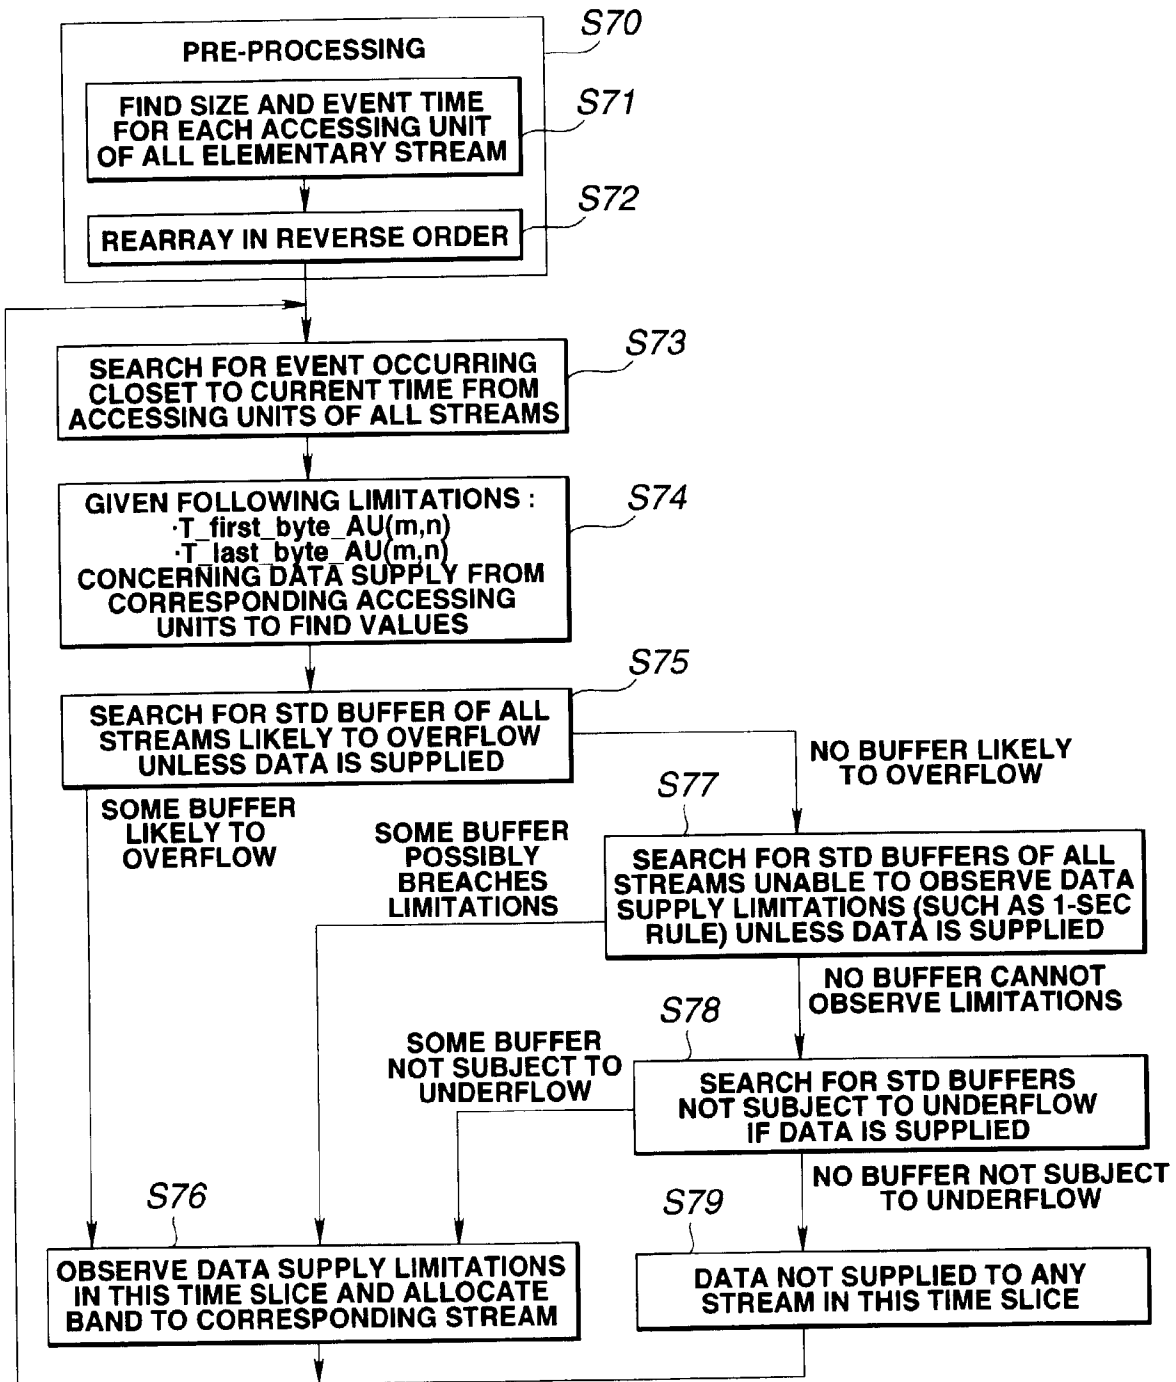 S70
PRE-PROCESSING
S71
FIND SIZE AND EVENT TIME
FOR EACH ACCESSING UNIT
OF ALL ELEMENTARY STREAM
S72
REARRAY IN REVERSE ORDER
S73
SEARCH FOR EVENT OCCURRING
CLOSET TO CURRENT TIME FROM
ACCESSING UNITS OF ALL STREAMS
S74
GIVEN FOLLOWING LIMITATIONS :
·T_first_byte_AU(m,n)
·T_last_byte_AU(m,n)
CONCERNING DATA SUPPLY FROM
CORRESPONDING ACCESSING
UNITS TO FIND VALUES
S75
SEARCH FOR STD BUFFER OF ALL
STREAMS LIKELY TO OVERFLOW
UNLESS DATA IS SUPPLIED
NO BUFFER LIKELY
TO OVERFLOW
SOME BUFFER
LIKELY TO
OVERFLOW
S77
SOME BUFFER
POSSIBLY
BREACHES
LIMITATIONS
SEARCH FOR STD BUFFERS OF ALL
STREAMS UNABLE TO OBSERVE DATA
SUPPLY LIMITATIONS (SUCH AS 1-SEC
RULE) UNLESS DATA IS SUPPLIED
NO BUFFER CANNOT
OBSERVE LIMITATIONS
S78
SOME BUFFER
NOT SUBJECT TO
UNDERFLOW
SEARCH FOR STD BUFFERS
NOT SUBJECT TO UNDERFLOW
IF DATA IS SUPPLIED
NO BUFFER NOT SUBJECT
TO UNDERFLOW
S76
OBSERVE DATA SUPPLY LIMITATIONS
IN THIS TIME SLICE AND ALLOCATE
BAND TO CORRESPONDING STREAM
S79
DATA NOT SUPPLIED TO ANY
STREAM IN THIS TIME SLICE